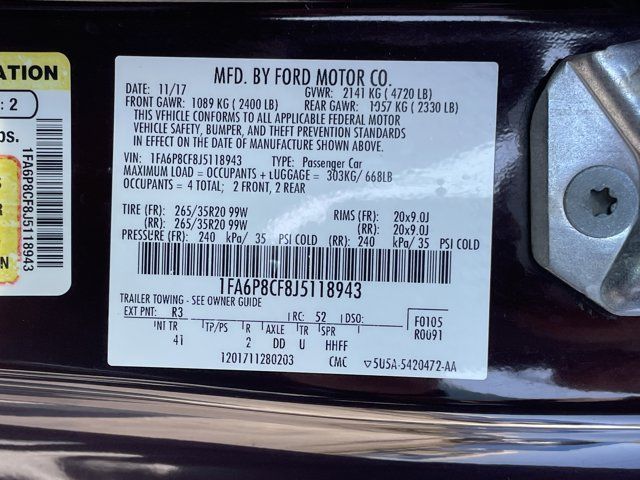 ATION
: 2
bs.
S
R
N
1FA6P8CF8J5118943
MFD. BY FORD MOTOR CO.
DATE: 11/17 GVWR: 2141 KG ( 4720 LB)
FRONT GAWR: 1089 KG ( 2400 LB) REAR GAWR: 1057 KG ( 2330 LB)
THIS VEHICLE CONFORMS TO ALL APPLICABLE FEDERAL MOTOR
VEHICLE SAFETY, BUMPER, AND THEFT PREVENTION STANDARDS
IN EFFECT ON THE DATE OF MANUFACTURE SHOWN ABOVE.
VIN: 1FA6P8CF8J5118943 TYPE: Passenger Car
MAXIMUM LOAD = OCCUPANTS + LUGGAGE = 303KG/ 668LB
OCCUPANTS = 4 TOTAL; 2 FRONT, 2 REAR
TIRE (FR): 265/35R20 99W RIMS (FR): 20x9.0J
(RR): 265/35R20 99W (RR): 20x9.0J
PRESSURE (FR): 240 kPa/ 35 PSI COLD (RR): 240 kPa/ 35 PSI COLD
1FA6P8CF8J5118943
TRAILER TOWING - SEE OWNER GUIDE
EXT PNT: R3 RC: 52 DSO: F0105
INT TR TP/PS R AXLE TR SPR R0091
41 2 DD U HHFF
1201711280203 CMC ▽5U5A-5420472-AA